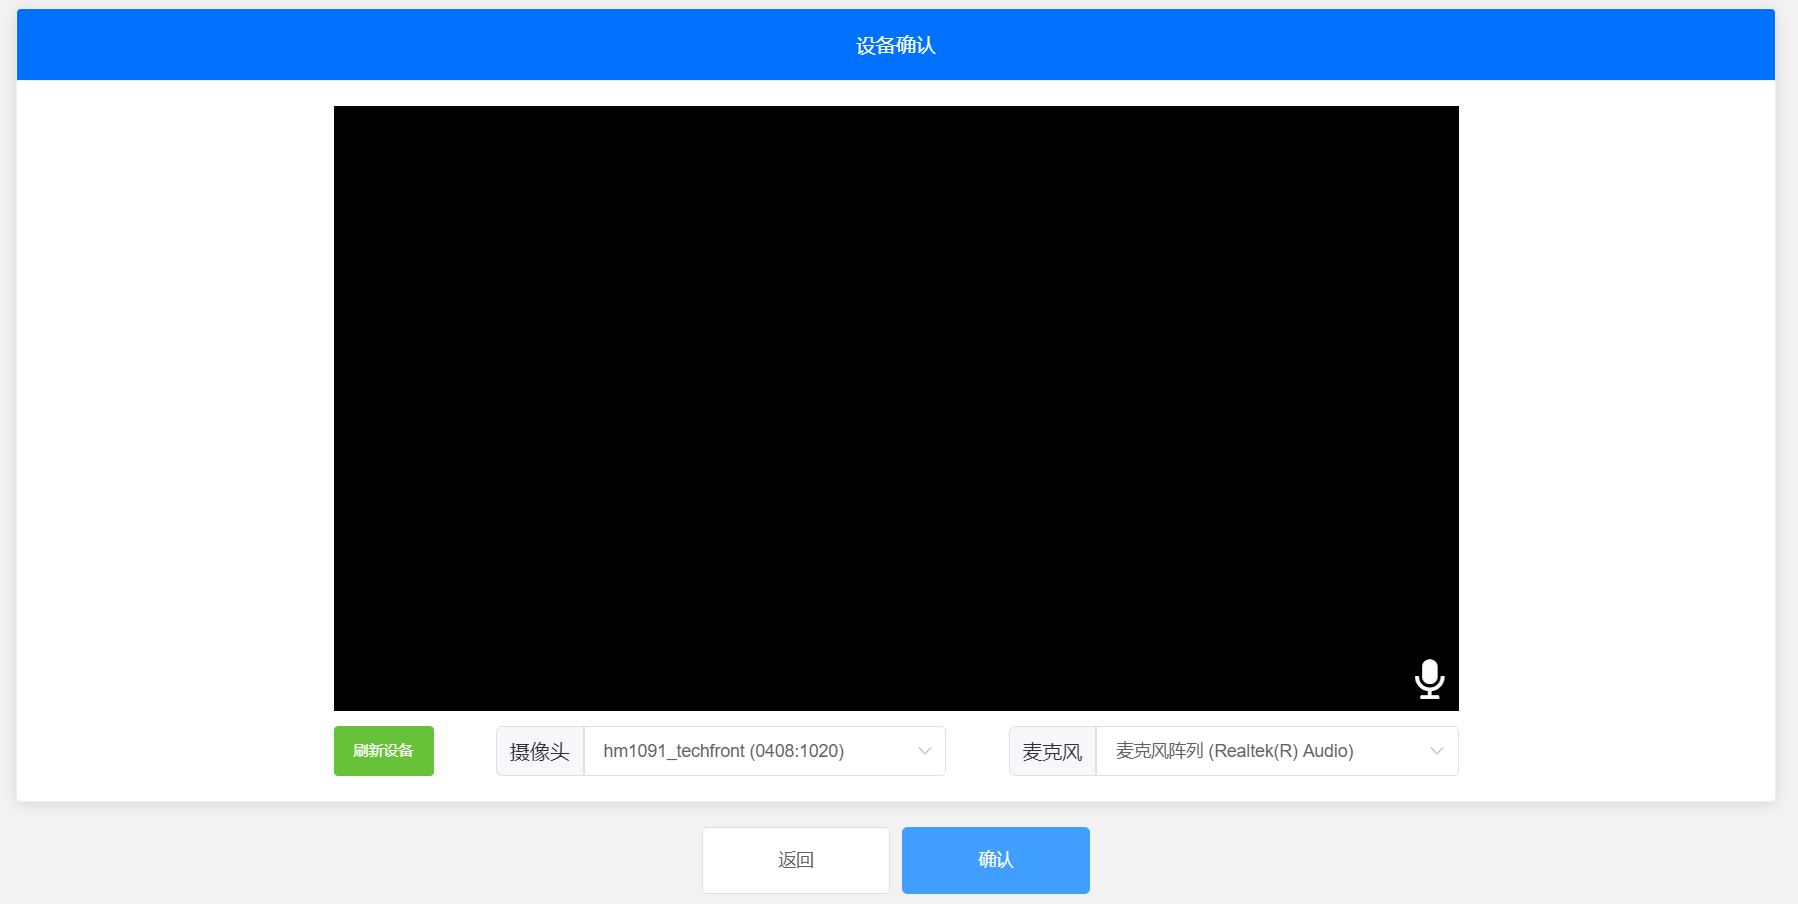 设备确认
刷新设备
摄像头
hm1091_techfront (0408:1020)
麦克风
麦克风阵列 (Realtek(R) Audio)
返回
确认